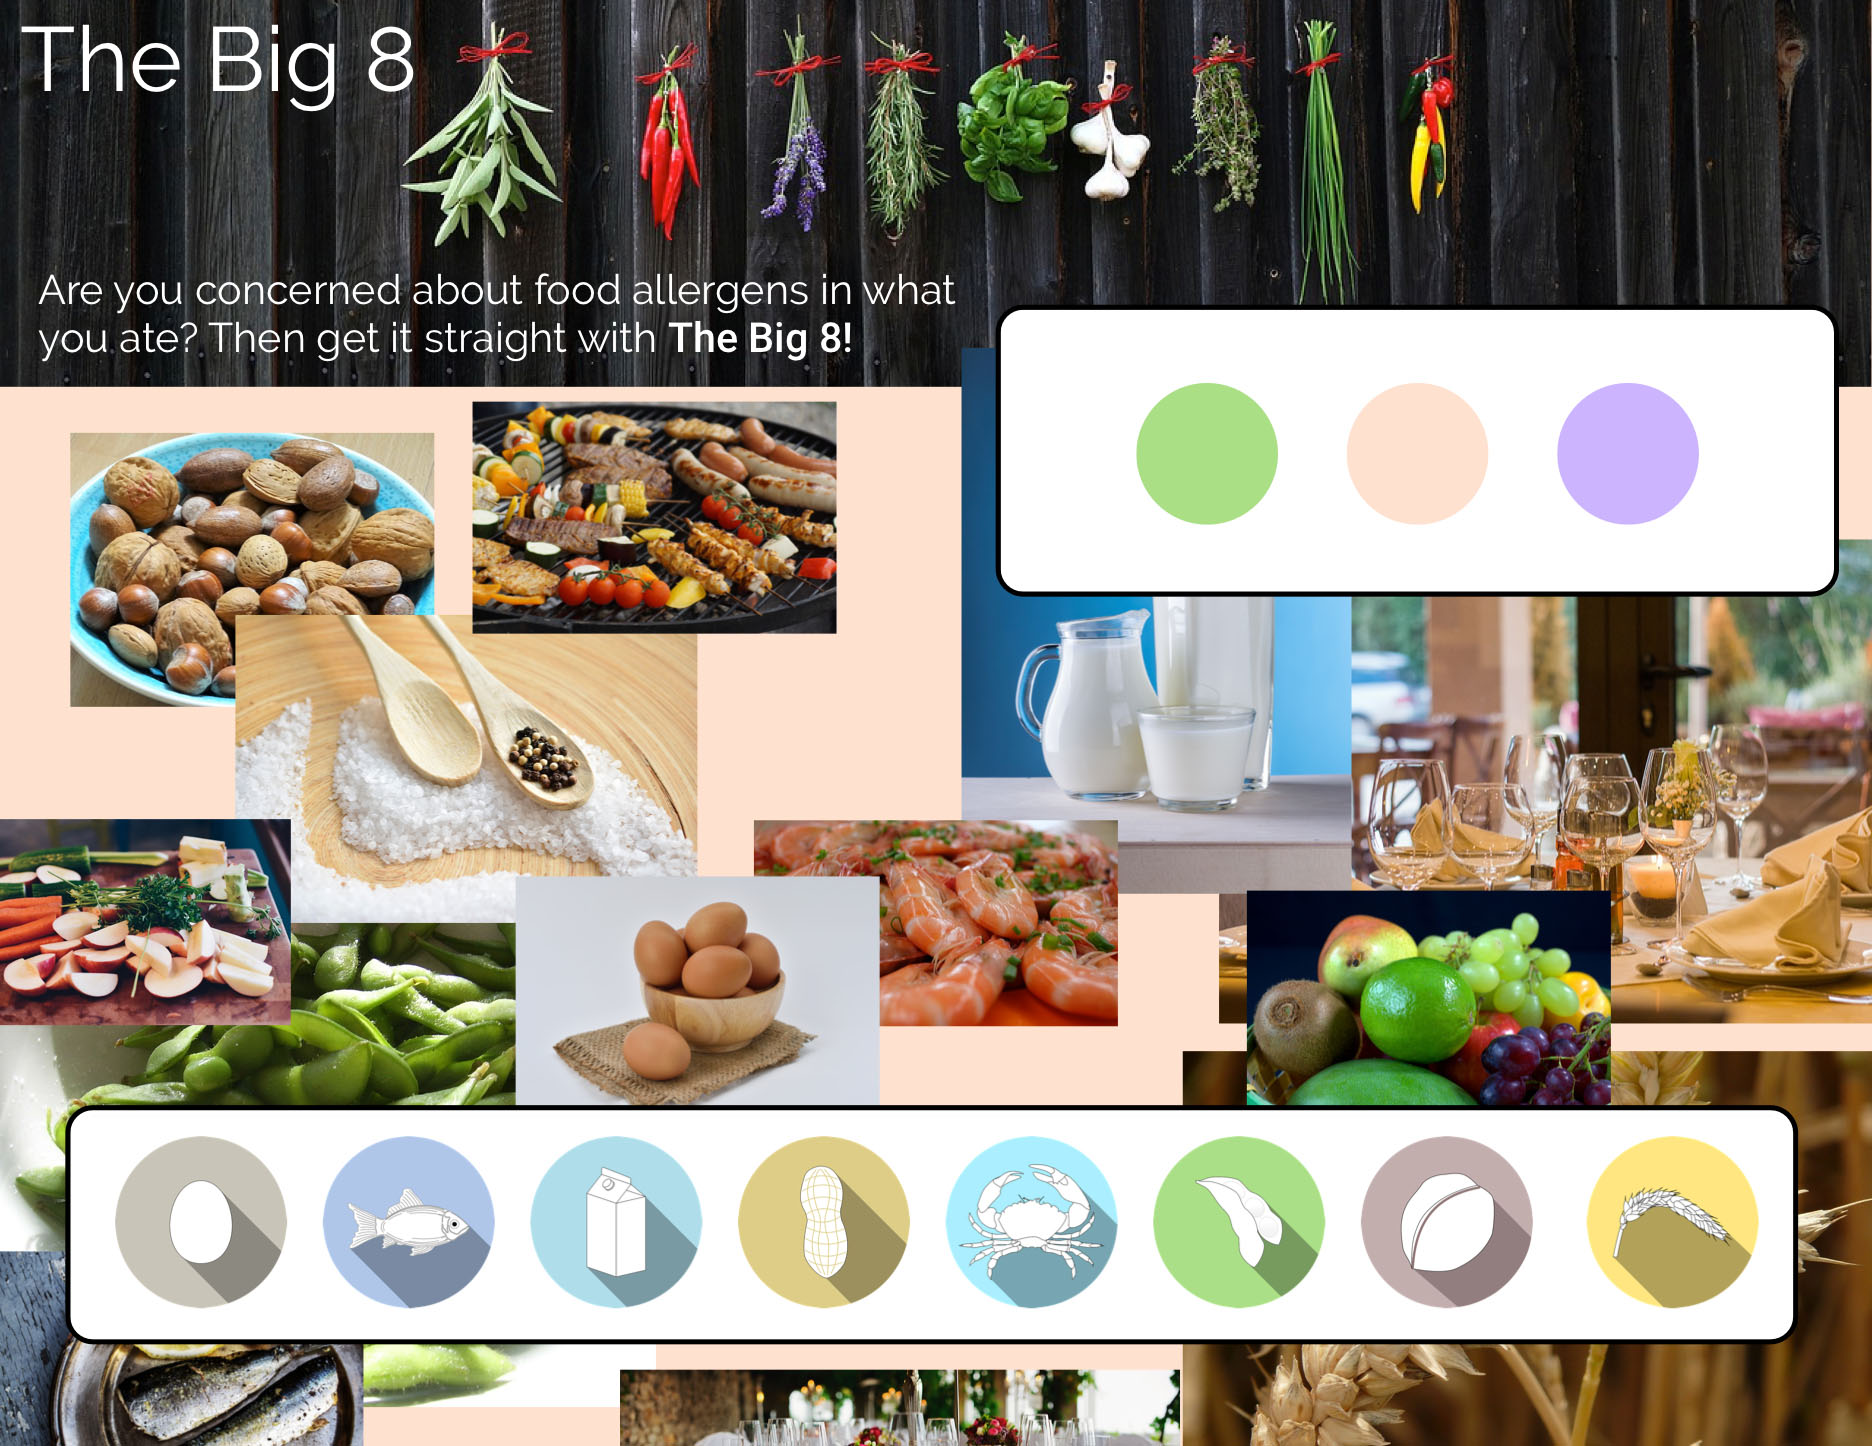 The Big 8
Are you concerned about food allergens in what
you ate? Then get it straight with The Big 8!